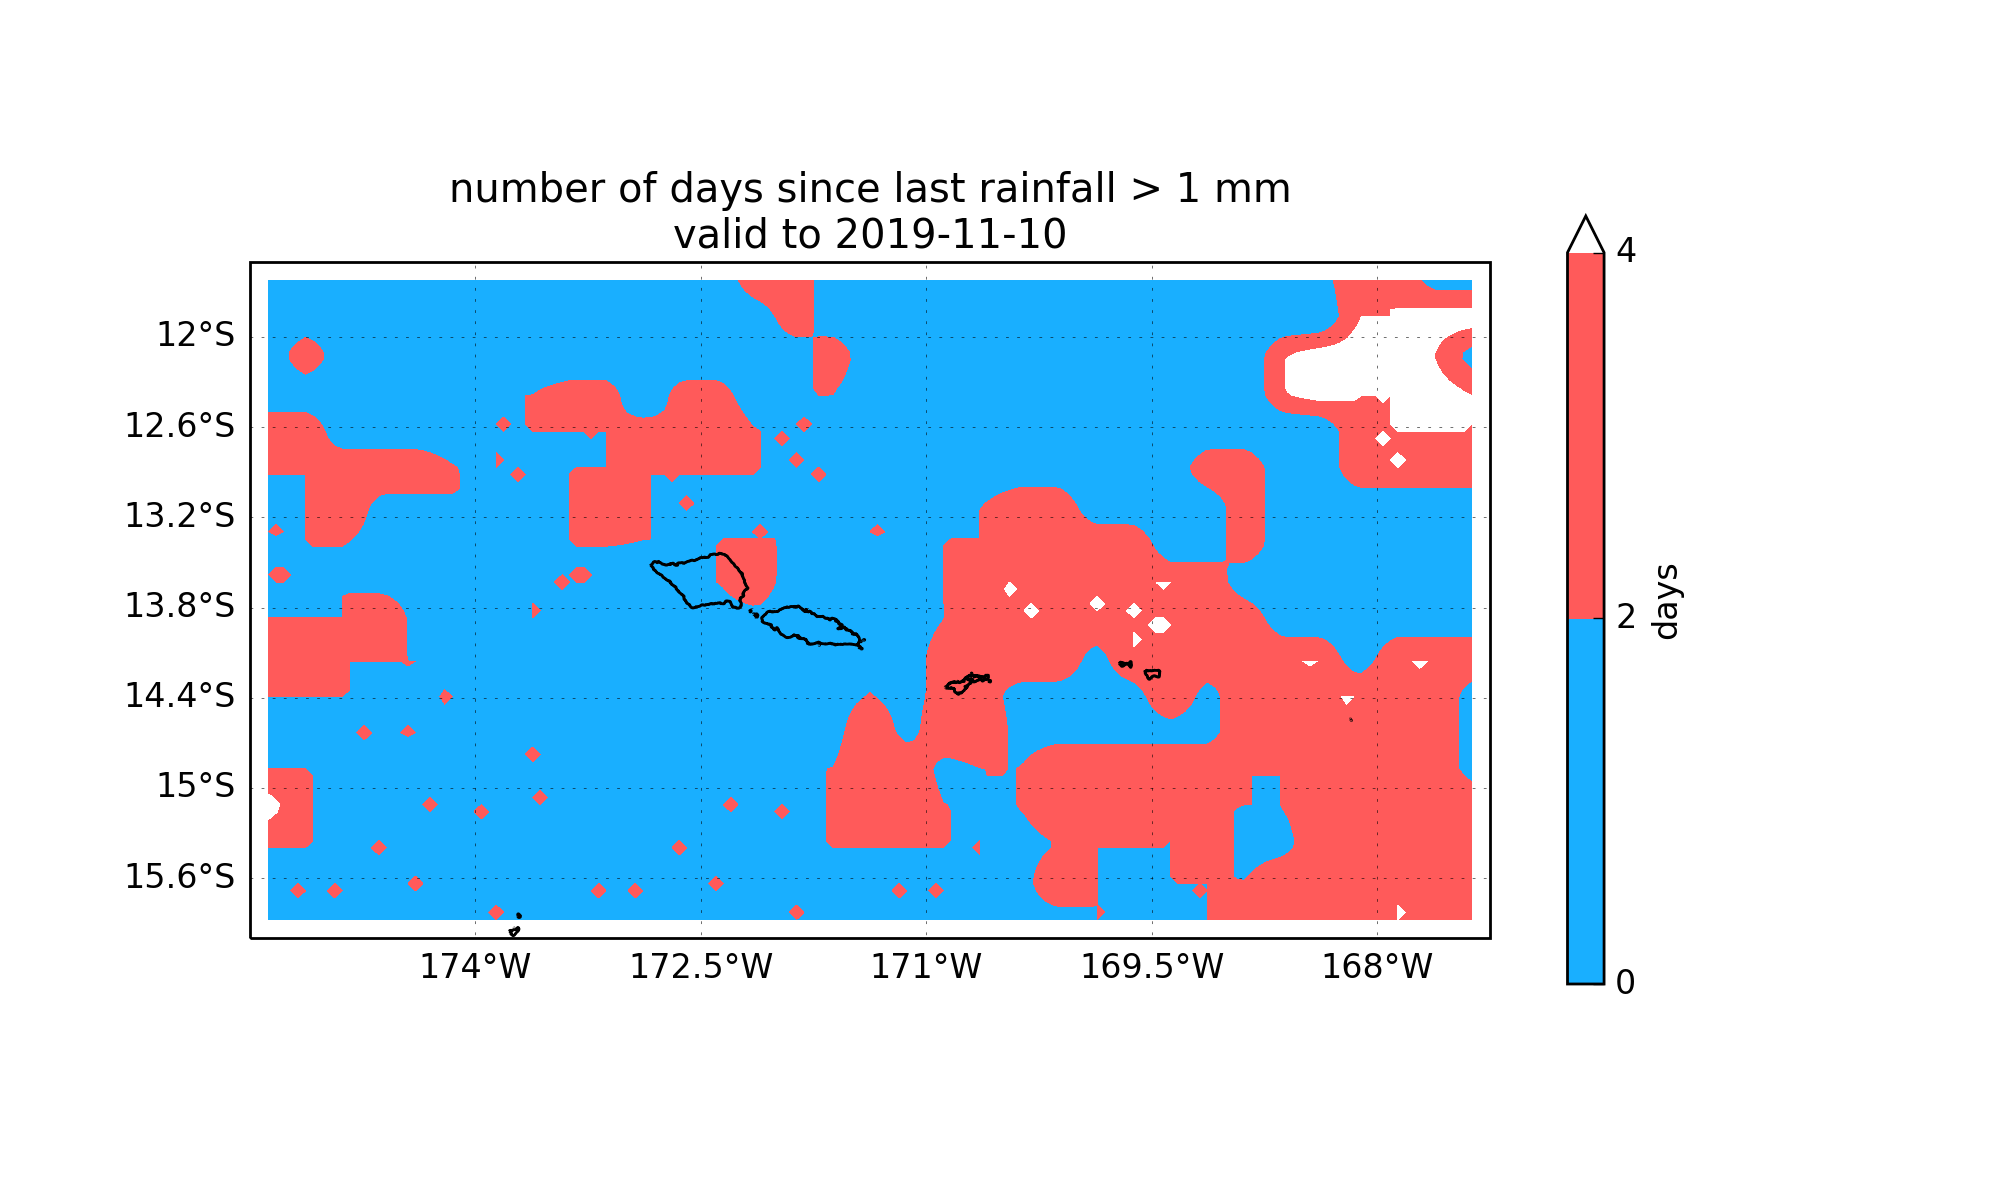 number of days since last rainfall > 1 mm
valid to 2019-11-10
12°S
12.6°S
13.2°S
13.8°S
14.4°S
15°S
15.6°S
174°W
172.5°W
171°W
169.5°W
168°W
4
2
0
days